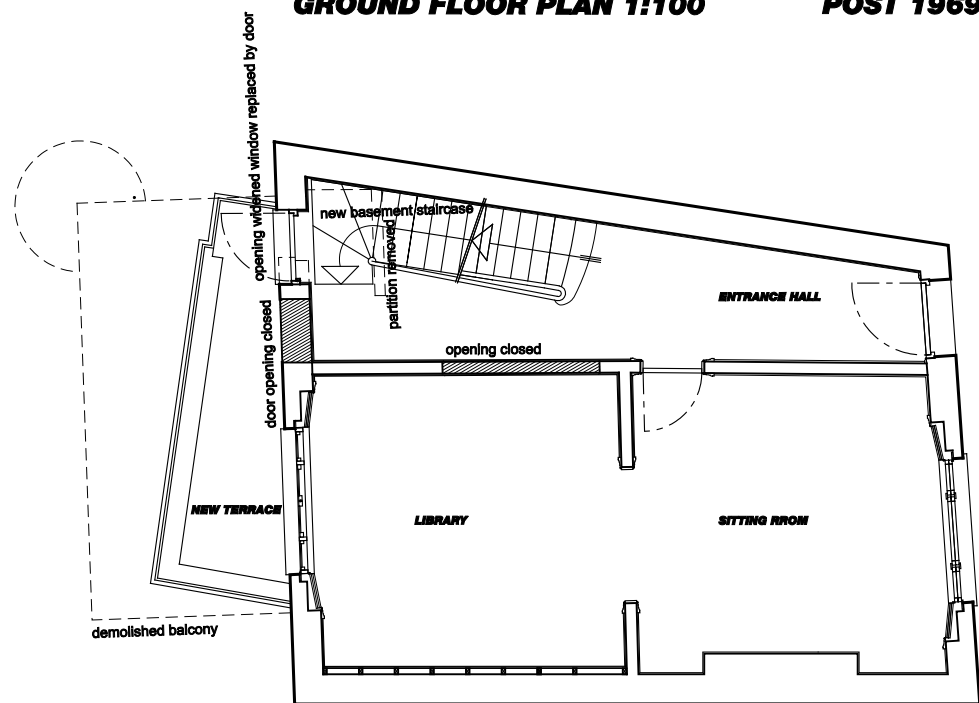 GROUND FLOOR PLAN 1:100
POST 1969
opening widened window replaced by door
new basement staircase
partition removed
ENTRANCE HALL
door opening closed
opening closed
NEW TERRACE
LIBRARY
SITTING RROM
demolished balcony